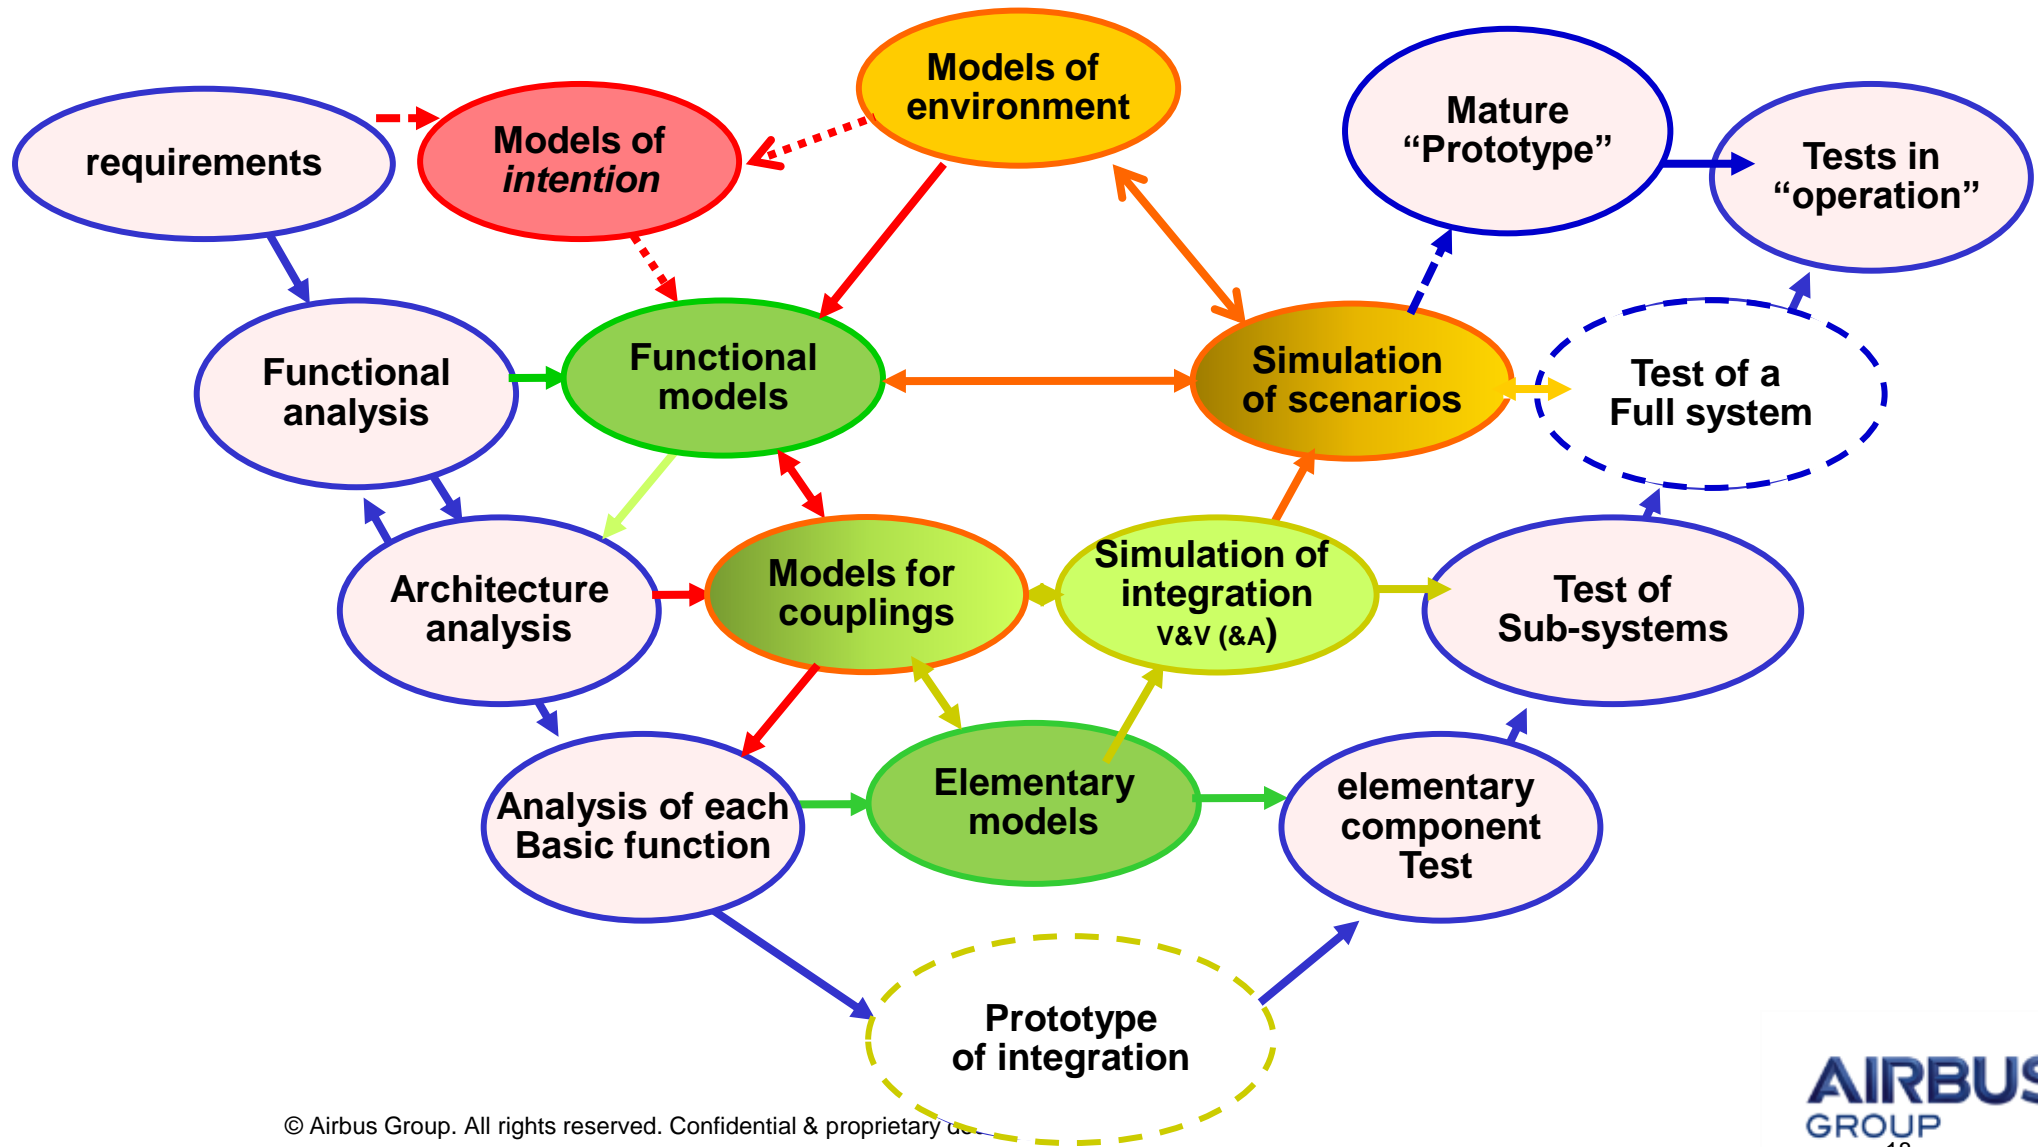 Models of
environment
Mature
“Prototype”
requirements
Models of
intention
Tests in
“operation”
Functional
analysis
Functional
models
Simulation
of scenarios
Test of a
Full system
Architecture
analysis
Models for
couplings
Simulation of
integration
V&V (&A)
Test of
Sub-systems
Analysis of each
Basic function
Elementary
models
elementary
component
Test
Prototype
of integration
© Airbus Group. All rights reserved. Confidential & proprietary
AIRBUS
GROUP